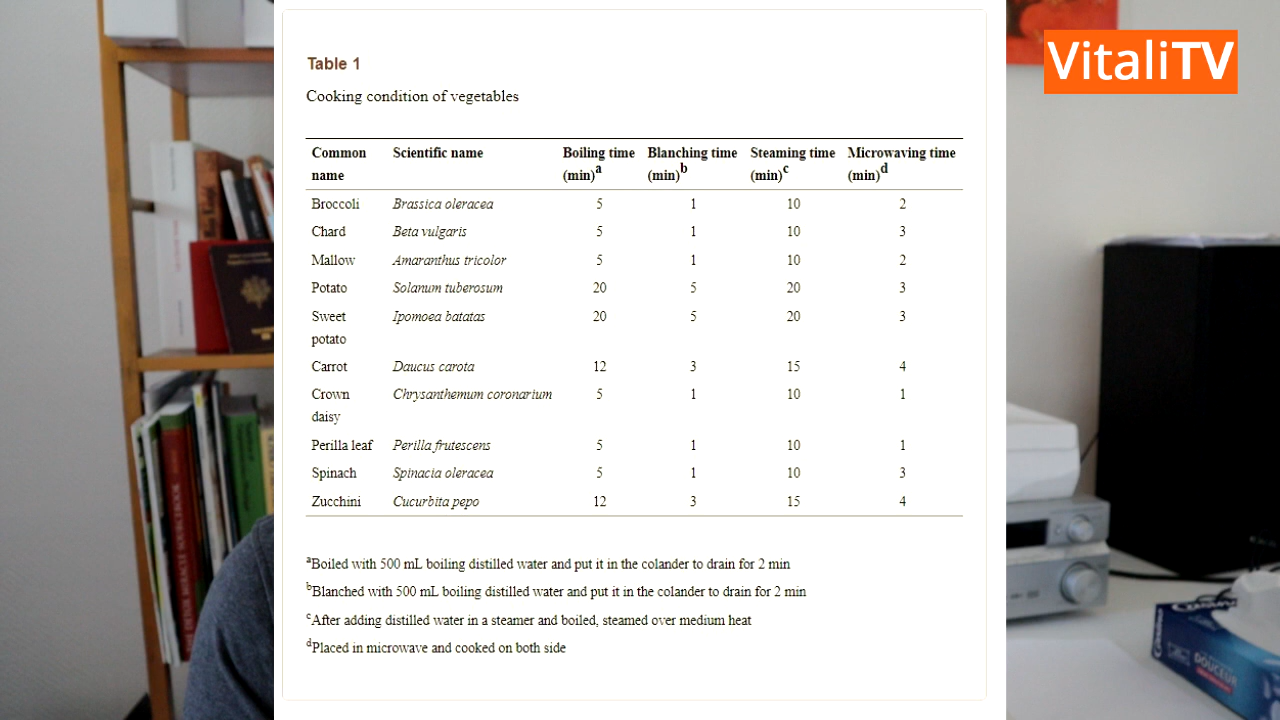 VitaliTV
Table 1
Cooking condition of vegetables
Common name Scientific name Boiling time (min)a Blanching time (min)b Steaming time (min)c Microwaving time (min)d
Broccoli Brassica oleracea 5 1 10 2
Chard Beta vulgaris 5 1 10 3
Mallow Amaranthus tricolor 5 1 10 2
Potato Solanum tuberosum 20 5 20 3
Sweet potato Ipomoea batatas 20 5 20 3
Carrot Daucus carota 12 3 15 4
Crown daisy Chrysanthemum coronarium 5 1 10 1
Perilla leaf Perilla frutescens 5 1 10 1
Spinach Spinacia oleracea 5 1 10 3
Zucchini Cucurbita pepo 12 3 15 4
aBoiled with 500 mL boiling distilled water and put it in the colander to drain for 2 min
bBlanched with 500 mL boiling distilled water and put it in the colander to drain for 2 min
cAfter adding distilled water in a steamer and boiled, steamed over medium heat
dPlaced in microwave and cooked on both side
THE DETOX MIRACLE SOURCEBOOK
DOUCEUR